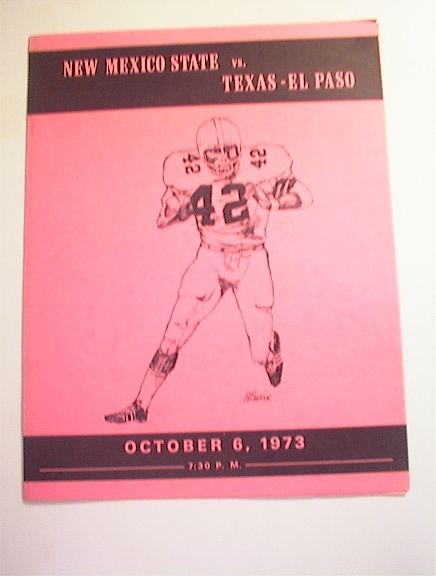 NEW MEXICO STATE vs.
TEXAS-EL PASO
42
42
42
OCTOBER 6, 1973
7:30 P. M.